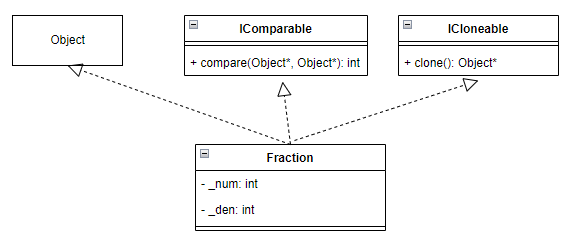 Object
IComparable
+ compare(Object*, Object*): int
ICloneable
+ clone(): Object*
Fraction
- _num: int
- _den: int